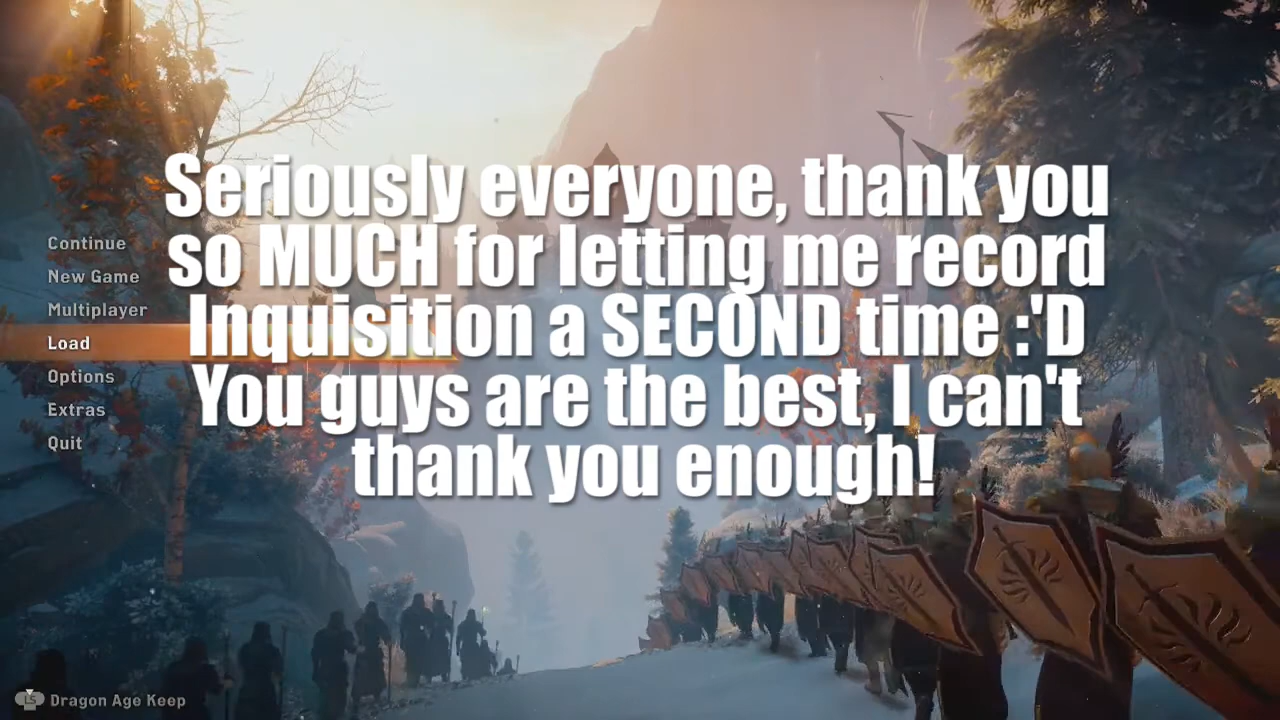 Seriously everyone, thank you
so MUCH for letting me record
Inquisition a SECOND time :'D
You guys are the best, I can't
thank you enough!
Continue
New Game
Multiplayer
Load
Options
Extras
Quit
LS Dragon Age Keep